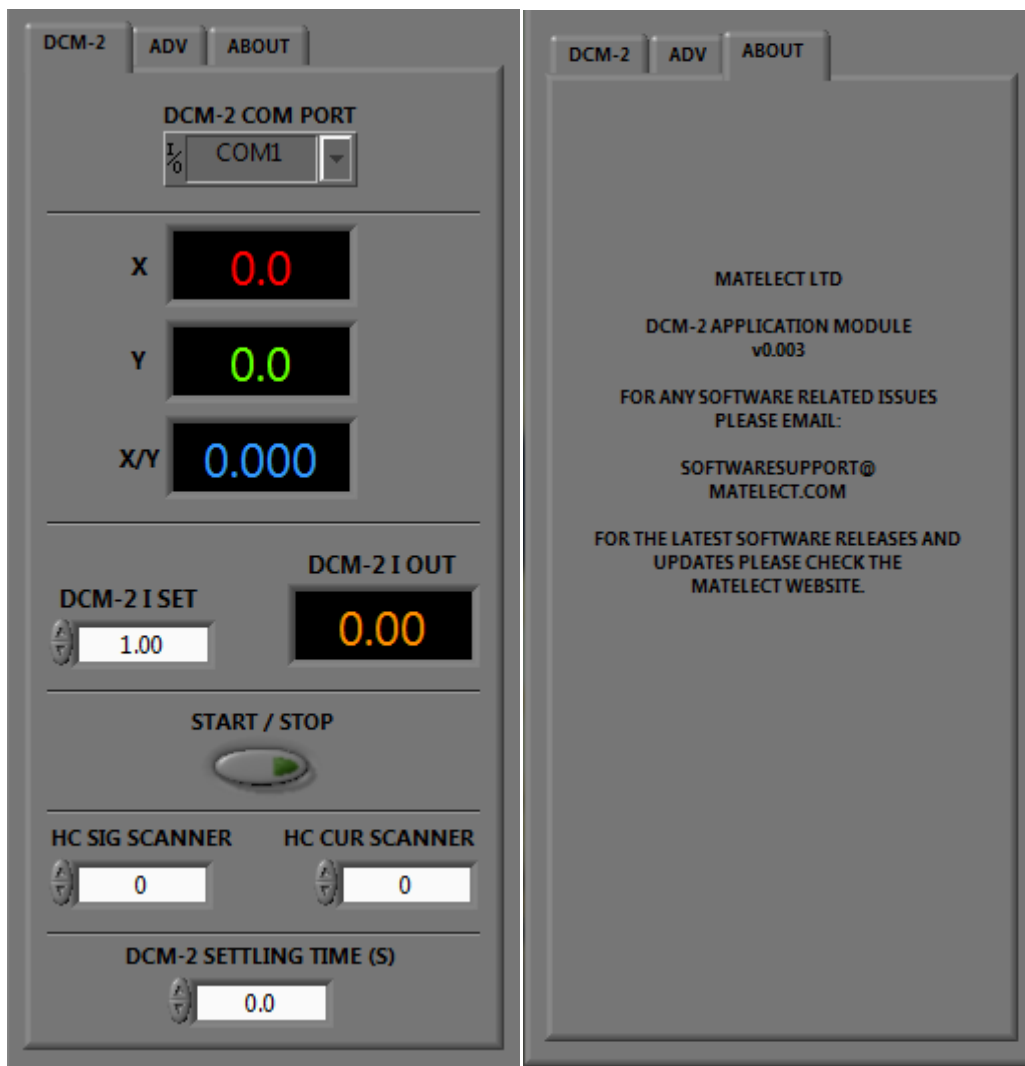 DCM-2 ADV ABOUT
DCM-2 COM PORT
I/O COM1
X 0.0
Y 0.0
X/Y 0.000
DCM-2 I SET
1.00
DCM-2 I OUT
0.00
START / STOP
HC SIG SCANNER
0
HC CUR SCANNER
0
DCM-2 SETTLING TIME (S)
0.0
DCM-2 ADV ABOUT
MATELECT LTD
DCM-2 APPLICATION MODULE
v0.003
FOR ANY SOFTWARE RELATED ISSUES
PLEASE EMAIL:
SOFTWARESUPPORT@
MATELECT.COM
FOR THE LATEST SOFTWARE RELEASES AND
UPDATES PLEASE CHECK THE
MATELECT WEBSITE.